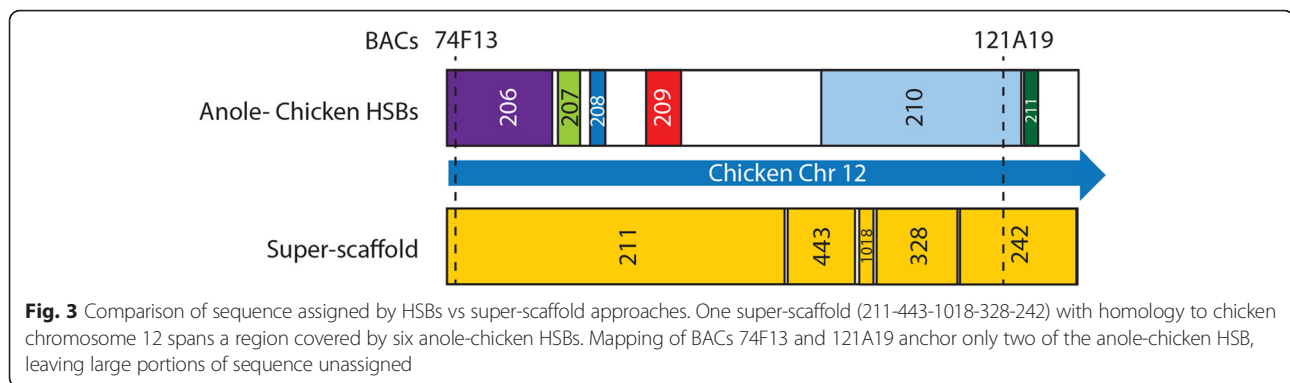 BACs 74F13 121A19
Anole- Chicken HSBs 206 207 208 209 210 211
Chicken Chr 12
Super-scaffold 211 443 1018 328 242
Fig. 3 Comparison of sequence assigned by HSBs vs super-scaffold approaches. One super-scaffold (211-443-1018-328-242) with homology to chicken
chromosome 12 spans a region covered by six anole-chicken HSBs. Mapping of BACs 74F13 and 121A19 anchor only two of the anole-chicken HSB,
leaving large portions of sequence unassigned